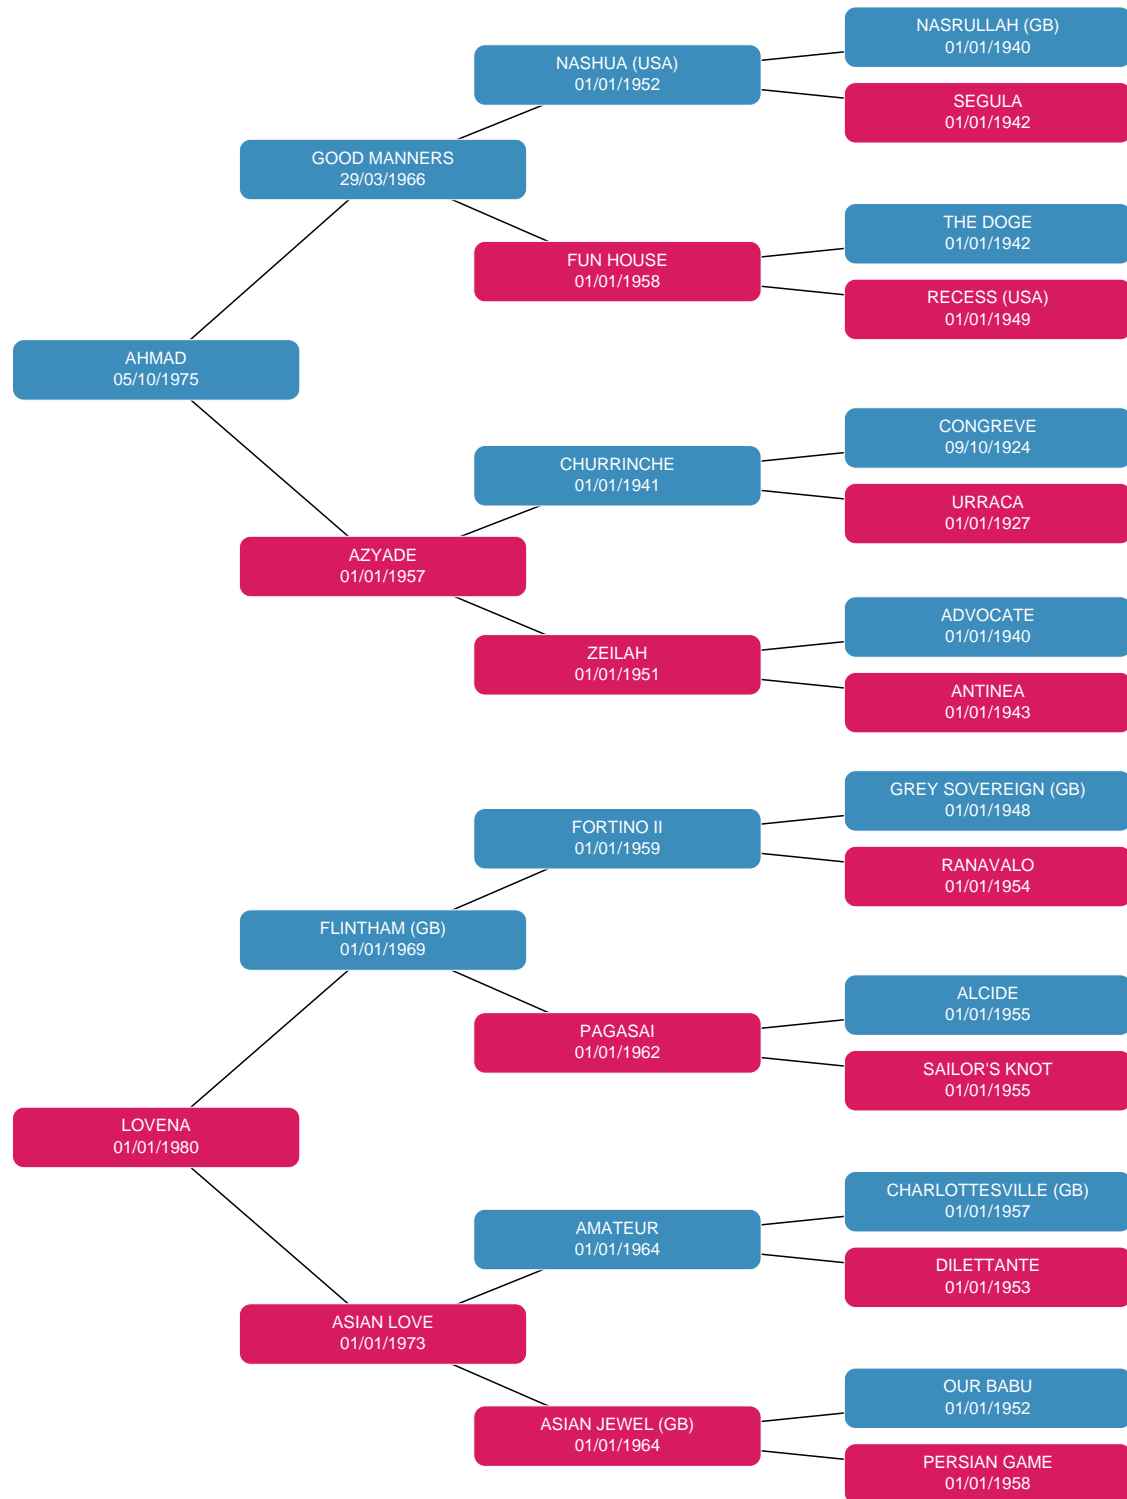 NASRULLAH (GB)
01/01/1940
NASHUA (USA)
01/01/1952
SEGULA
01/01/1942
GOOD MANNERS
29/03/1966
THE DOGE
01/01/1942
FUN HOUSE
01/01/1958
RECESS (USA)
01/01/1949
AHMAD
05/10/1975
CONGREVE
09/10/1924
CHURRINCHE
01/01/1941
URRACA
01/01/1927
AZYADE
01/01/1957
ADVOCATE
01/01/1940
ZEILAH
01/01/1951
ANTINEA
01/01/1943
GREY SOVEREIGN (GB)
01/01/1948
FORTINO II
01/01/1959
RANAVALO
01/01/1954
FLINTHAM (GB)
01/01/1969
ALCIDE
01/01/1955
PAGASAI
01/01/1962
SAILOR'S KNOT
01/01/1955
LOVENA
01/01/1980
CHARLOTTESVILLE (GB)
01/01/1957
AMATEUR
01/01/1964
DILETTANTE
01/01/1953
ASIAN LOVE
01/01/1973
OUR BABU
01/01/1952
ASIAN JEWEL (GB)
01/01/1964
PERSIAN GAME
01/01/1958